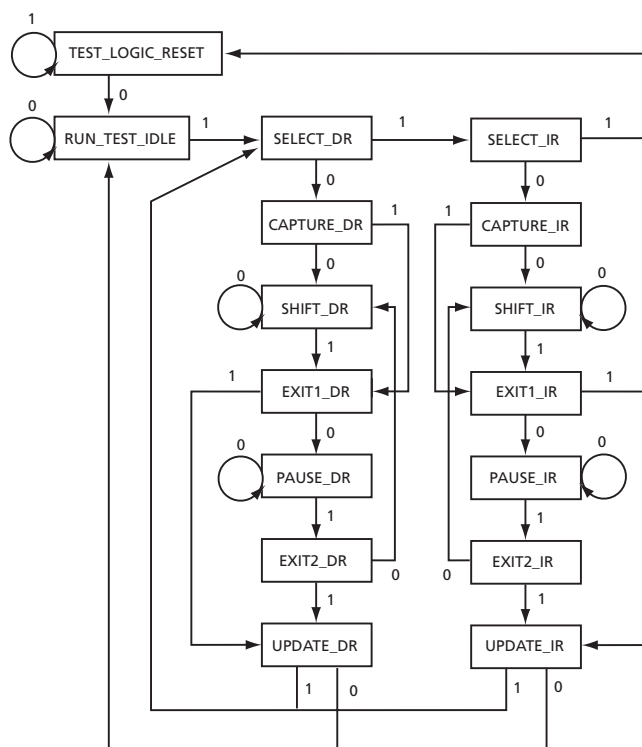 1
TEST_LOGIC_RESET
0
0
RUN_TEST_IDLE
1
SELECT_DR
1
SELECT_IR
1
0
0
CAPTURE_DR
1
1
CAPTURE_IR
0
0
0
SHIFT_DR
SHIFT_IR
0
1
1
1
EXIT1_DR
EXIT1_IR
1
0
0
0
PAUSE_DR
PAUSE_IR
0
1
1
EXIT2_DR
0
0
EXIT2_IR
1
1
UPDATE_DR
UPDATE_IR
1
0
1
0